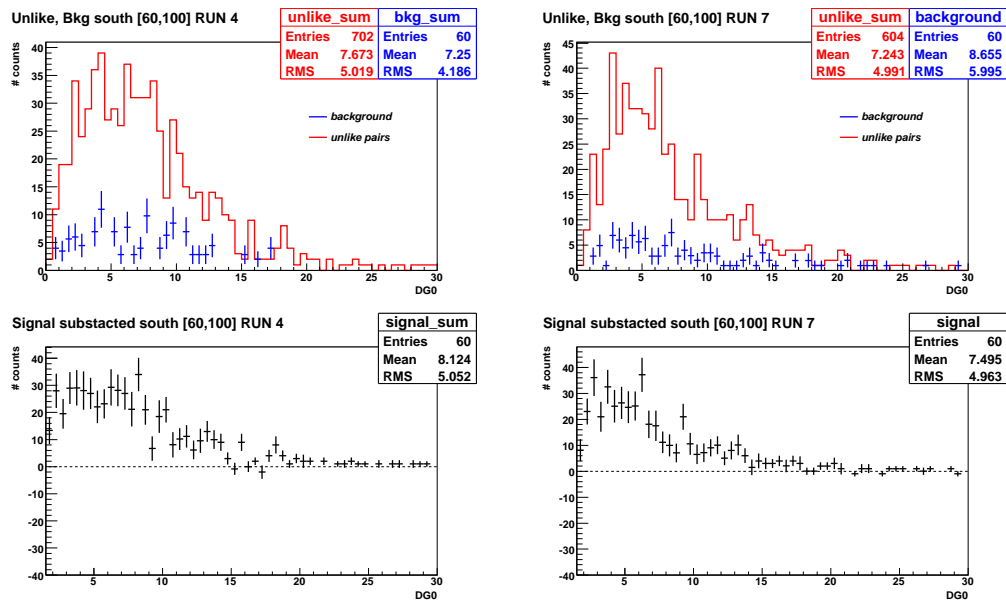 Unlike, Bkg south [60,100] RUN 4
unlike_sum
Entries 702
Mean 7.673
RMS 5.019
bkg_sum
Entries 60
Mean 7.25
RMS 4.186
# counts
40
35
30
25
20
15
10
5
0
background
unlike pairs
0 5 10 15 20 25 30
DG0
Unlike, Bkg south [60,100] RUN 7
unlike_sum
Entries 604
Mean 7.243
RMS 4.991
background
Entries 60
Mean 8.655
RMS 5.995
# counts
45
40
35
30
25
20
15
10
5
0
background
unlike pairs
0 5 10 15 20 25 30
DG0
Signal substacted south [60,100] RUN 4
signal_sum
Entries 60
Mean 8.124
RMS 5.052
# counts
40
30
20
10
0
-10
-20
-30
-40
5 10 15 20 25 30
DG0
Signal substacted south [60,100] RUN 7
signal
Entries 60
Mean 7.495
RMS 4.963
# counts
40
30
20
10
0
-10
-20
-30
-40
5 10 15 20 25 30
DG0